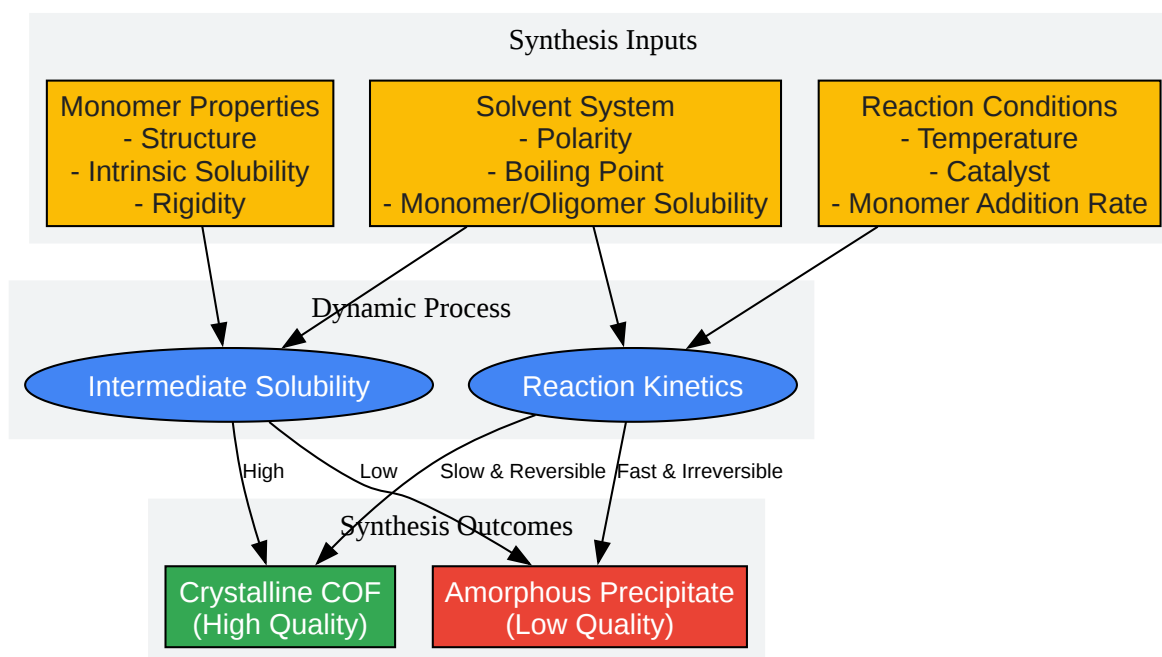 Synthesis Inputs
Monomer Properties
- Structure
- Intrinsic Solubility
- Rigidity
Solvent System
- Polarity
- Boiling Point
- Monomer/Oligomer Solubility
Reaction Conditions
- Temperature
- Catalyst
- Monomer Addition Rate
Dynamic Process
Intermediate Solubility
Reaction Kinetics
High
Low
Slow & Reversible
Fast & Irreversible
Synthesis Outcomes
Crystalline COF
(High Quality)
Amorphous Precipitate
(Low Quality)